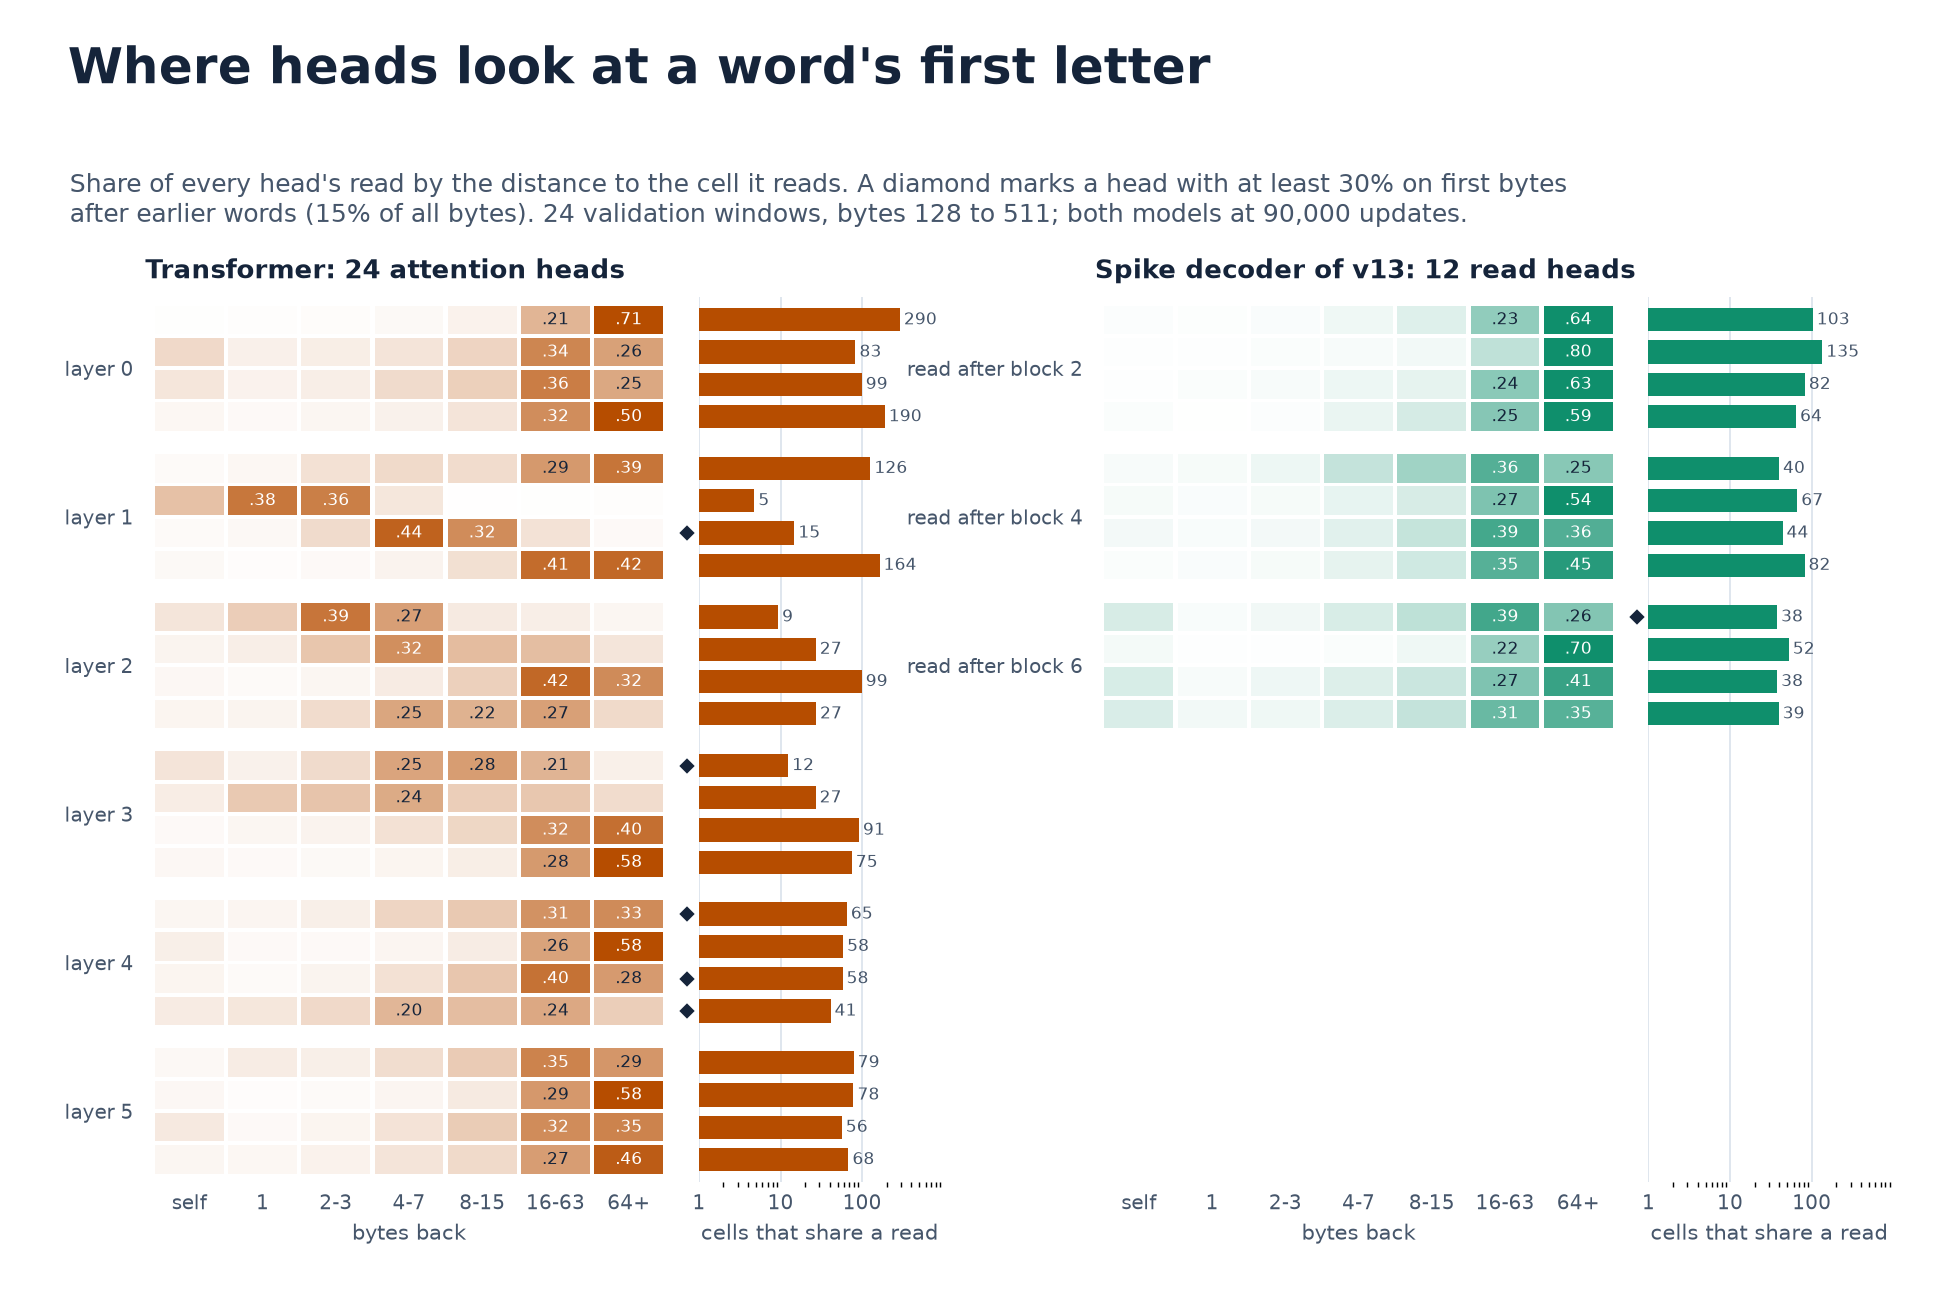 Where heads look at a word's first letter
Share of every head's read by the distance to the cell it reads. A diamond marks a head with at least 30% on first bytes
after earlier words (15% of all bytes). 24 validation windows, bytes 128 to 511; both models at 90,000 updates.
Transformer: 24 attention heads
.21 .71 290
layer 0
.34 .26 83
.36 .25 99
.32 .50 190
layer 1
.29 .39 126
.38 .36 5
.44 .32 15
.41 .42 164
layer 2
.39 .27 9
.32 27
.42 .32 99
.25 .22 .27 27
layer 3
.25 .28 .21 12
.24 27
.32 .40 91
.28 .58 75
layer 4
.31 .33 65
.26 .58 58
.40 .28 58
.20 .24 41
layer 5
.35 .29 79
.29 .58 78
.32 .35 56
.27 .46 68
self 1 2-3 4-7 8-15 16-63 64+
bytes back
1 10 100
cells that share a read
Spike decoder of v13: 12 read heads
read after block 2
.23 .64 103
.80 135
.24 .63 82
.25 .59 64
read after block 4
.36 .25 40
.27 .54 67
.39 .36 44
.35 .45 82
read after block 6
.39 .26 38
.22 .70 52
.27 .41 38
.31 .35 39
self 1 2-3 4-7 8-15 16-63 64+
bytes back
1 10 100
cells that share a read